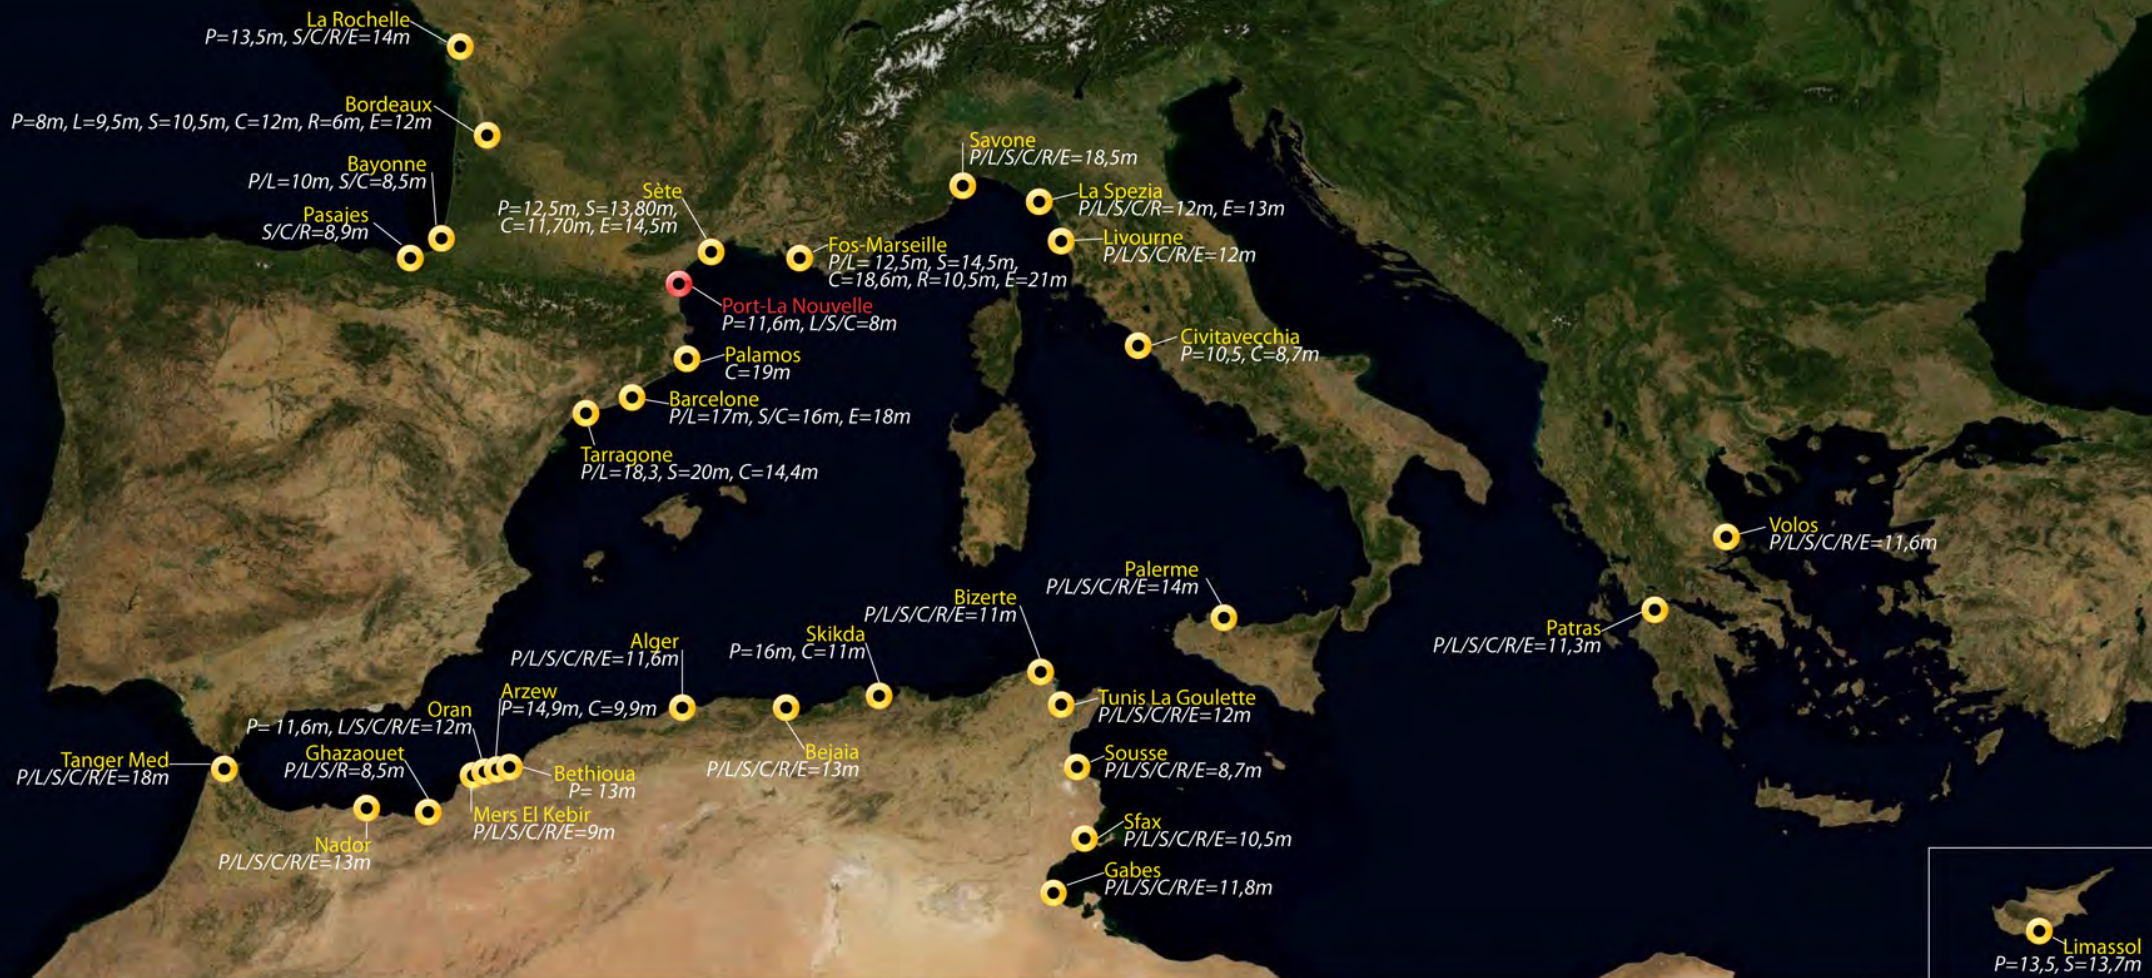 La Rochelle
P=13,5m, S/C/R/E=14m
Bordeaux
P=8m, L=9,5m, S=10,5m, C=12m, R=6m, E=12m
Bayonne
P/L=10m, S/C=8,5m
Pasajes
S/C/R=8,9m
Sète
P=12,5m, S=13,80m,
C=11,70m, E=14,5m
Savone
P/L/S/C/R/E=18,5m
La Spezia
P/L/S/C/R=12m, E=13m
Livourne
P/L/S/C/R/E=12m
Fos-Marseille
P/L= 12,5m, S=14,5m,
C=18,6m, R=10,5m, E=21m
Port-La Nouvelle
P=11,6m, L/S/C=8m
Civitavecchia
P=10,5, C=8,7m
Palamos
C=19m
Barcelone
P/L=17m, S/C=16m, E=18m
Tarragone
P/L=18,3, S=20m, C=14,4m
Volos
P/L/S/C/R/E=11,6m
Palerme
P/L/S/C/R/E=14m
Bizerte
P/L/S/C/R/E=11m
Patras
P/L/S/C/R/E=11,3m
Skikda
P=16m, C=11m
Alger
P/L/S/C/R/E=11,6m
Arzew
P=14,9m, C=9,9m
Oran
P= 11,6m, L/S/C/R/E=12m
Tunis La Goulette
P/L/S/C/R/E=12m
Ghazaouet
P/L/S/R=8,5m
Tanger Med
P/L/S/C/R/E=18m
Bejaia
P/L/S/C/R/E=13m
Sousse
P/L/S/C/R/E=8,7m
Bethioua
P= 13m
Mers El Kebir
P/L/S/C/R/E=9m
Sfax
P/L/S/C/R/E=10,5m
Nador
P/L/S/C/R/E=13m
Gabes
P/L/S/C/R/E=11,8m
Limassol
P=13,5, S=13,7m